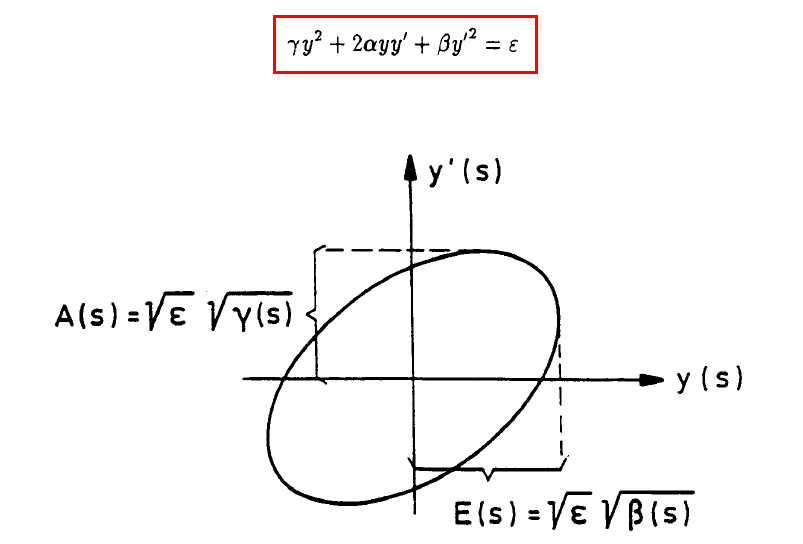 γy² + 2αyy′ + βy′² = ε
y′(s)
A(s)=√ε √γ(s)
y(s)
E(s)=√ε √β(s)